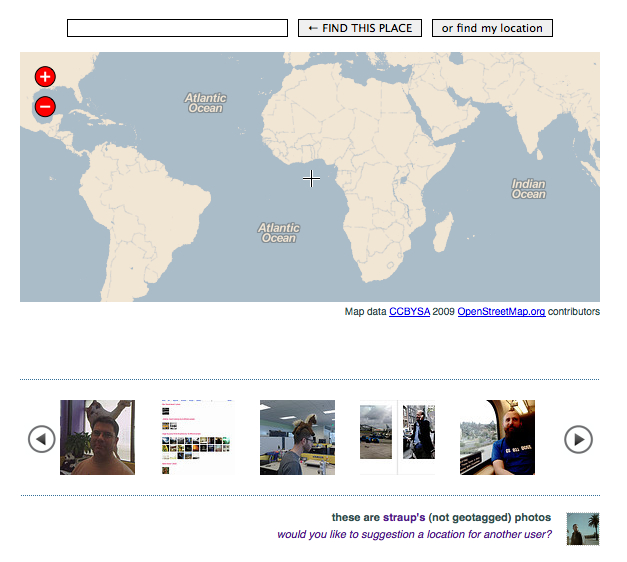 ← FIND THIS PLACE
or find my location
Atlantic
Ocean
Indian
Ocean
Atlantic
Ocean
Map data CCBYSA 2009 OpenStreetMap.org contributors
these are straup's (not geotagged) photos
would you like to suggestion a location for another user?